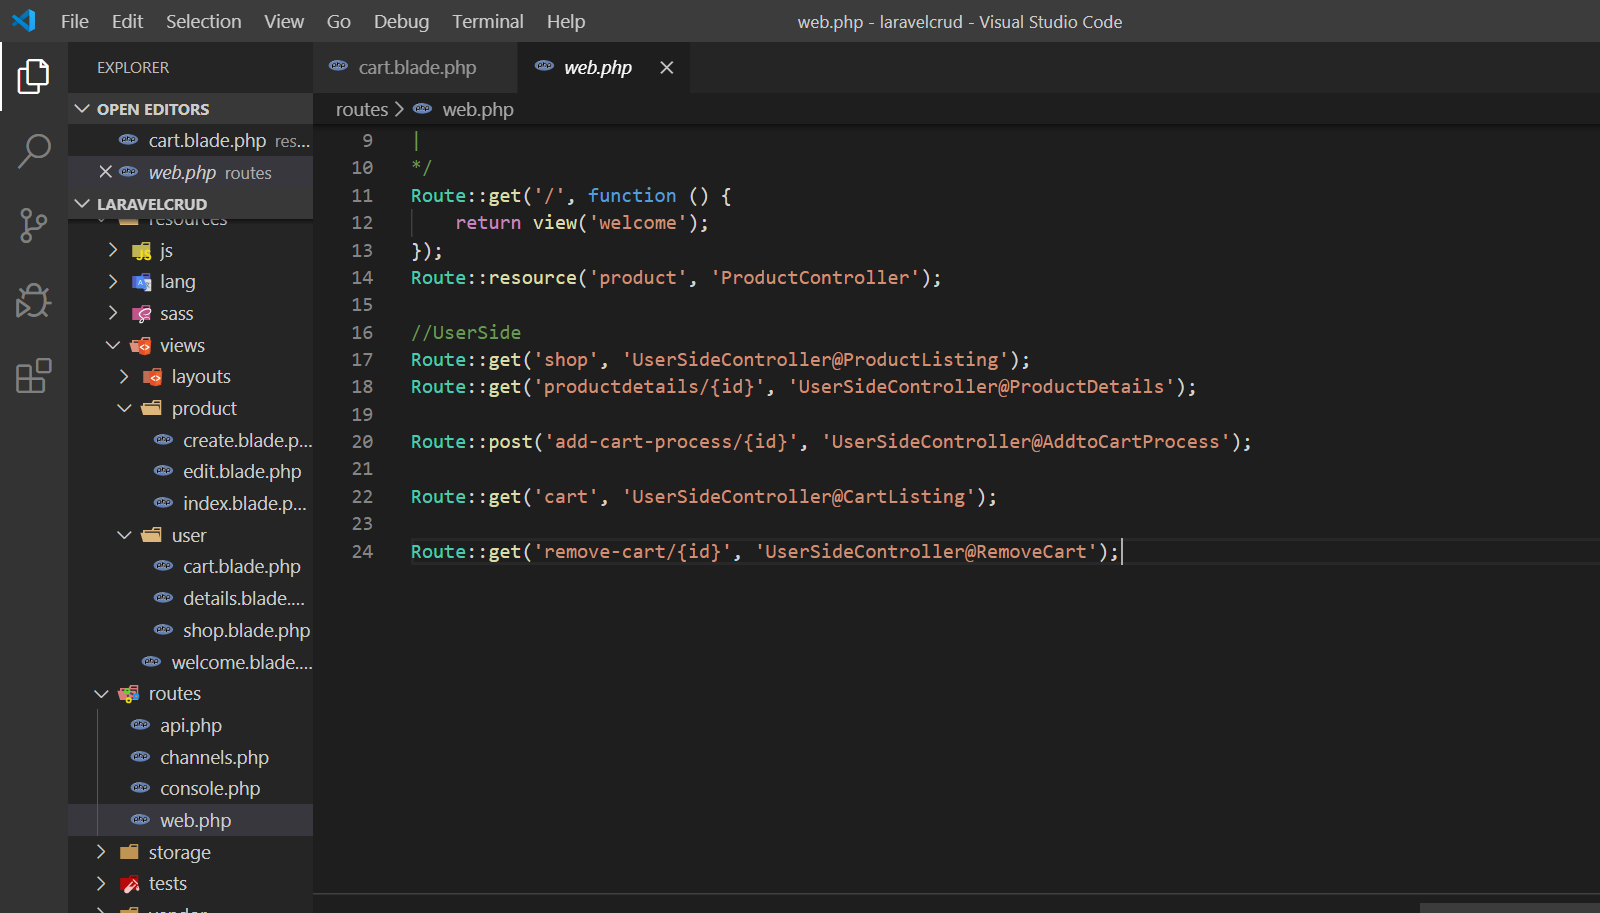 File Edit Selection View Go Debug Terminal Help
web.php - laravelcrud - Visual Studio Code
EXPLORER
OPEN EDITORS
cart.blade.php res...
web.php routes
LARAVELCRUD
resources
js
lang
sass
views
layouts
product
create.blade.p...
edit.blade.php
index.blade.p...
user
cart.blade.php
details.blade....
shop.blade.php
welcome.blade....
routes
api.php
channels.php
console.php
web.php
storage
tests
vendor
cart.blade.php web.php
routes > web.php
9 |
10 */
11 Route::get('/', function () {
12 return view('welcome');
13 });
14 Route::resource('product', 'ProductController');
15
16 //UserSide
17 Route::get('shop', 'UserSideController@ProductListing');
18 Route::get('productdetails/{id}', 'UserSideController@ProductDetails');
19
20 Route::post('add-cart-process/{id}', 'UserSideController@AddtoCartProcess');
21
22 Route::get('cart', 'UserSideController@CartListing');
23
24 Route::get('remove-cart/{id}', 'UserSideController@RemoveCart');